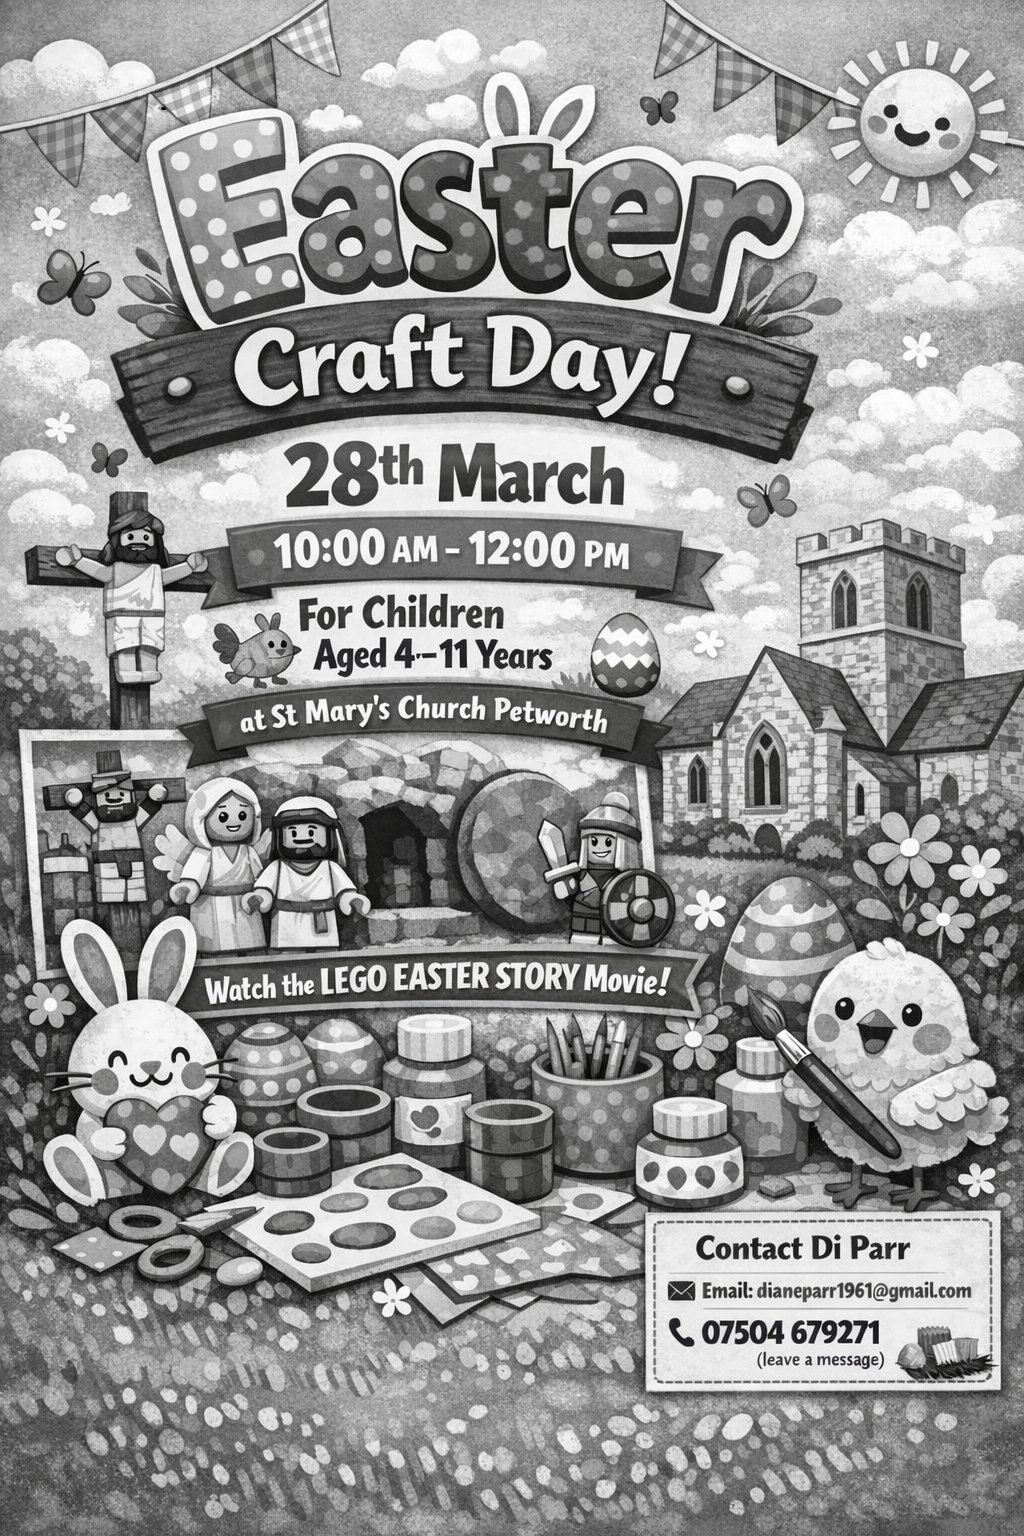 Easter
Craft Day!
28th March
10:00 AM – 12:00 PM
For Children
Aged 4–11 Years
at St Mary's Church Petworth
Watch the LEGO EASTER STORY Movie!
Contact Di Parr
Email: dianeparr1961@gmail.com
07504 679271
(leave a message)